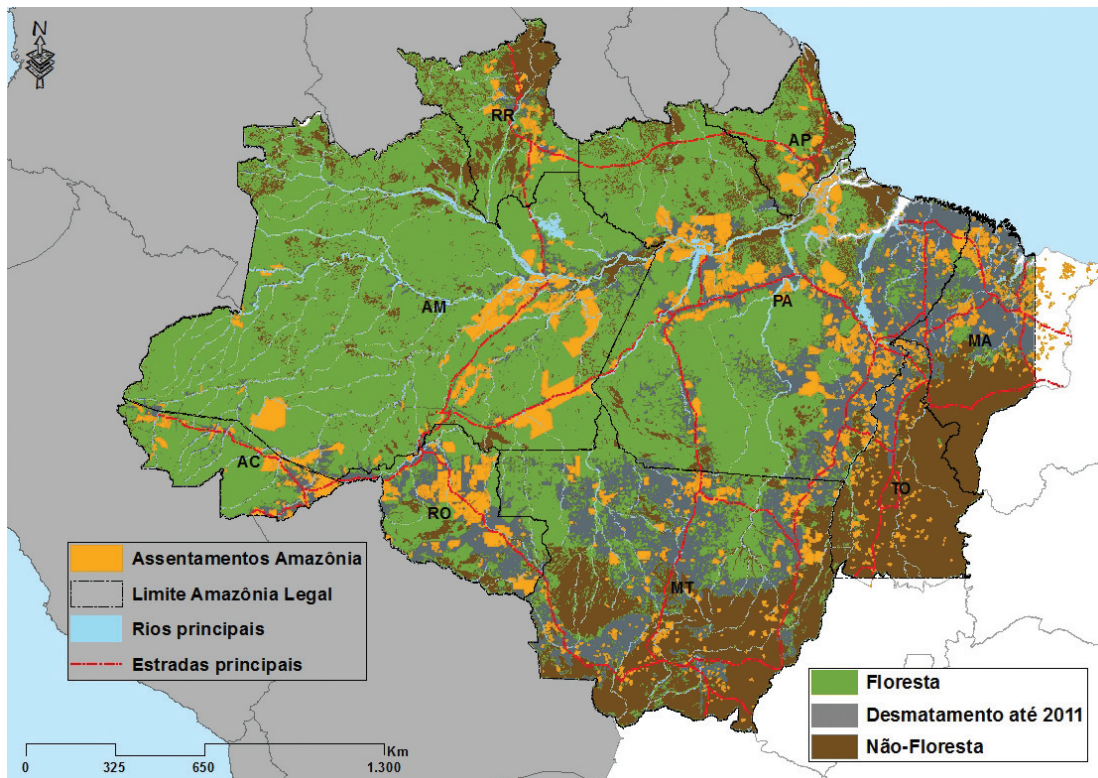 N
RR
AP
AM
PA
MA
AC
RO
TO
MT
Assentamentos Amazônia
Limite Amazônia Legal
Rios principais
Estradas principais
Floresta
Desmatamento até 2011
Não-Floresta
Km
0 325 650 1.300